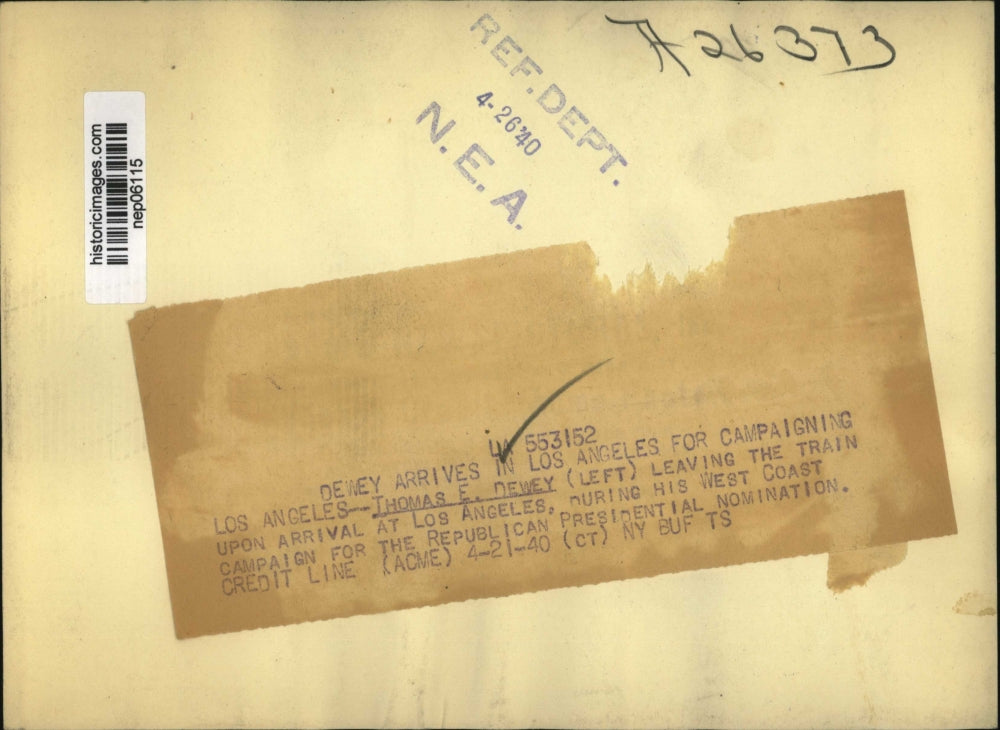 A26373
REF. DEPT.
4-26'40
N. E. A.
historicimages.com
nep06115
LA 553152
DEWEY ARRIVES IN LOS ANGELES FOR CAMPAIGNING
LOS ANGELES--THOMAS E. DEWEY (LEFT) LEAVING THE TRAIN
UPON ARRIVAL AT LOS ANGELES, DURING HIS WEST COAST
CAMPAIGN FOR THE REPUBLICAN PRESIDENTIAL NOMINATION.
CREDIT LINE (ACME) 4-21-40 (CT) NY BUF TS